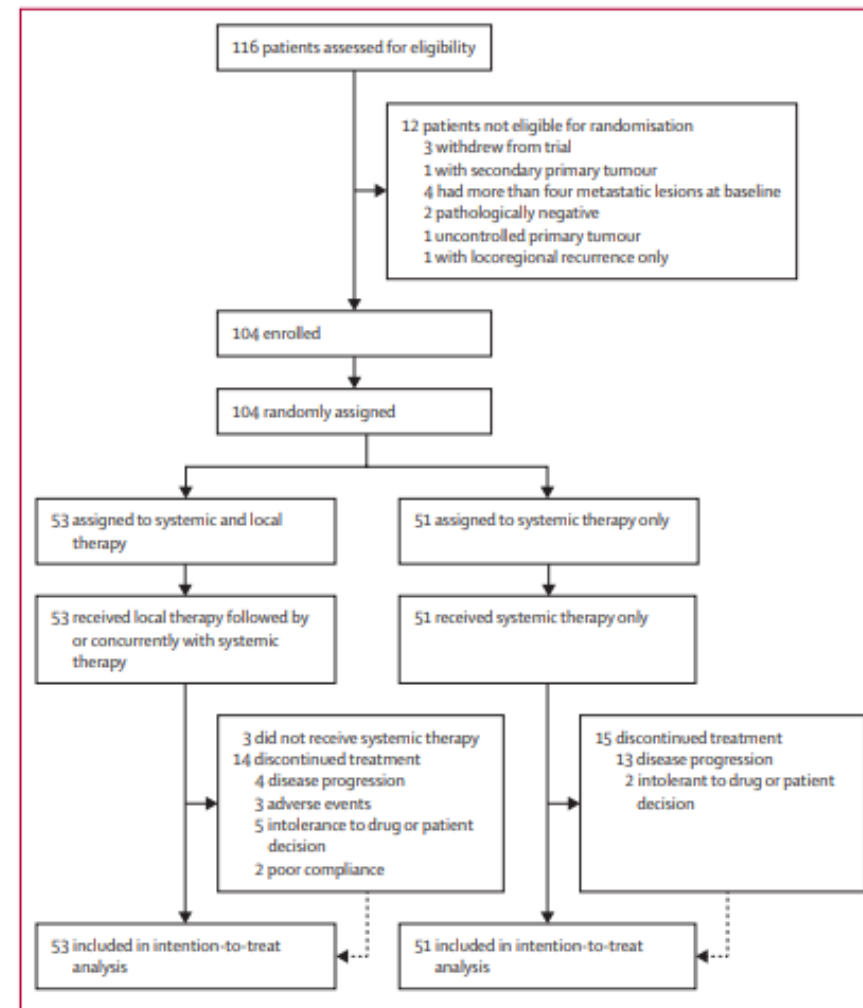 116 patients assessed for eligibility
12 patients not eligible for randomisation
3 withdrew from trial
1 with secondary primary tumour
4 had more than four metastatic lesions at baseline
2 pathologically negative
1 uncontrolled primary tumour
1 with locoregional recurrence only
104 enrolled
104 randomly assigned
53 assigned to systemic and local
therapy
51 assigned to systemic therapy only
53 received local therapy followed by
or concurrently with systemic
therapy
51 received systemic therapy only
3 did not receive systemic therapy
14 discontinued treatment
4 disease progression
3 adverse events
5 intolerance to drug or patient
decision
2 poor compliance
15 discontinued treatment
13 disease progression
2 intolerant to drug or patient
decision
53 included in intention-to-treat
analysis
51 included in intention-to-treat
analysis